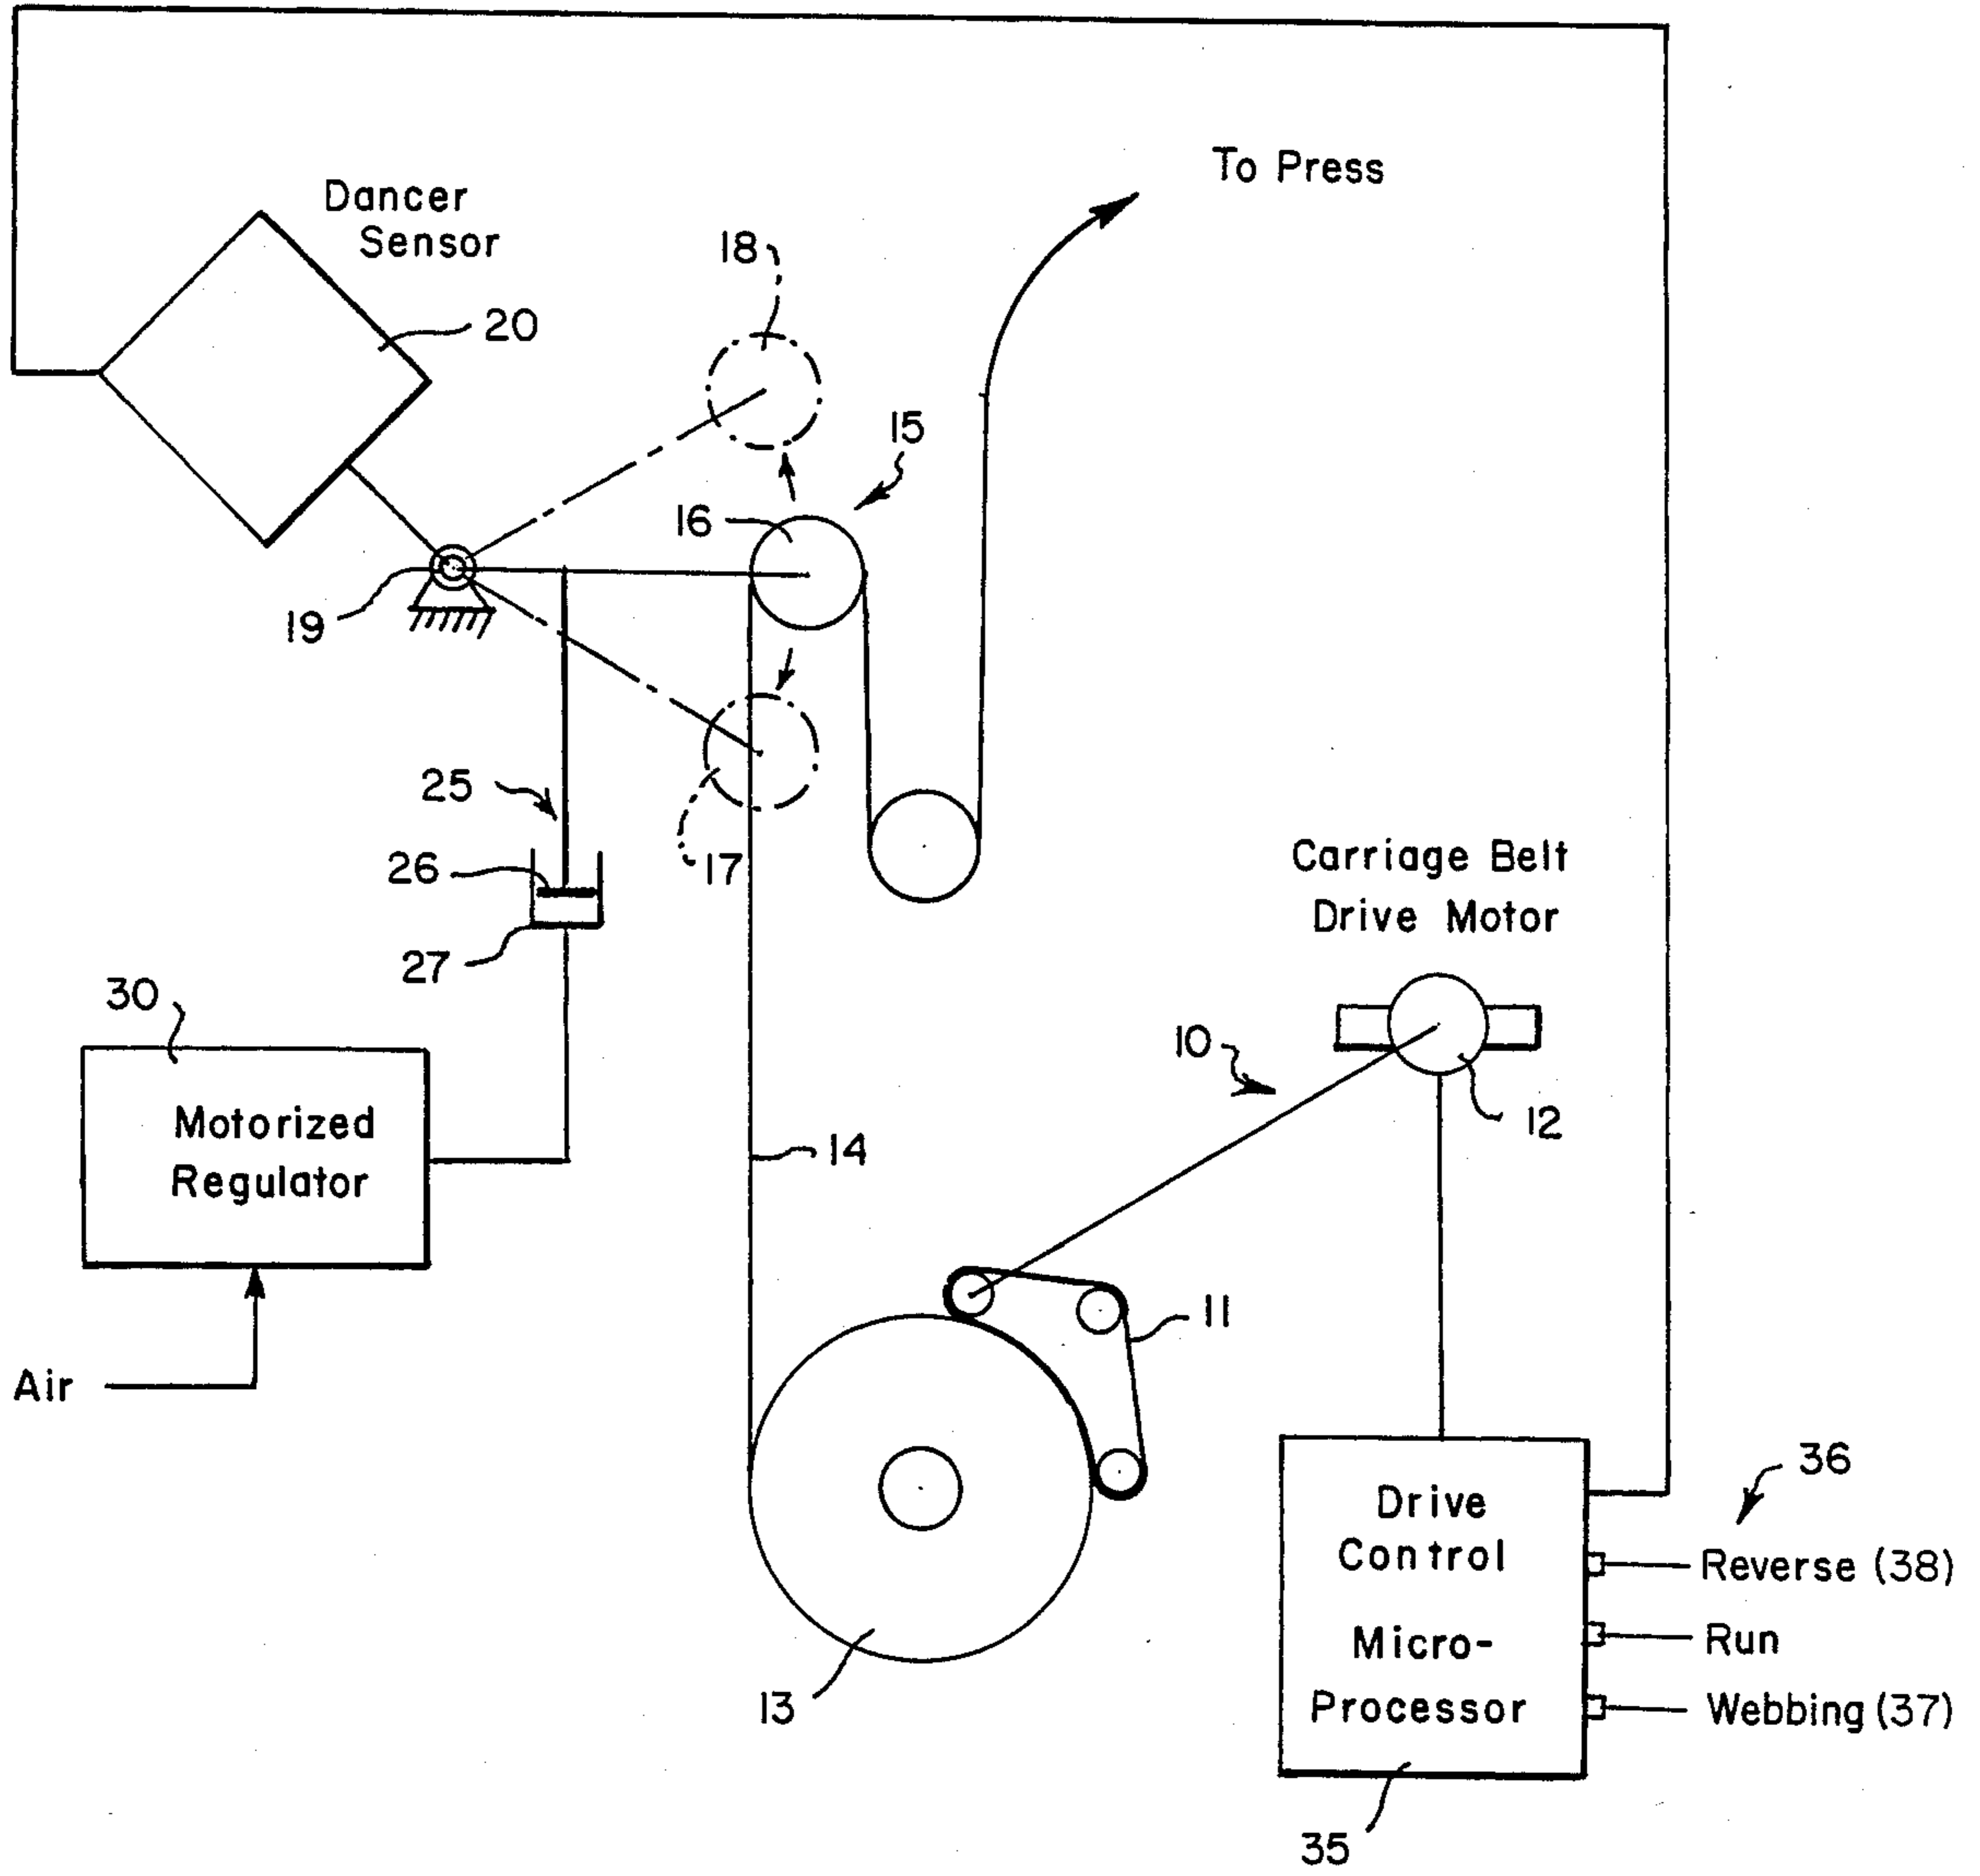 To Press
Dancer
Sensor
20
18
15
16
19
17
25
26
27
Carriage Belt
Drive Motor
30
10
12
Motorized
Regulator
14
11
Air
36
Drive
Control
Micro-
Processor
Reverse (38)
Run
Webbing (37)
13
35